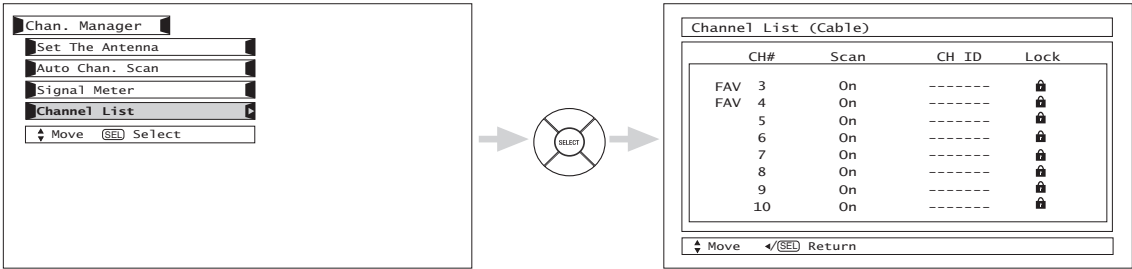 Chan. Manager
Set The Antenna
Auto Chan. Scan
Signal Meter
Channel List
Move SEL Select
SELECT
Channel List (Cable)
CH# Scan CH ID Lock
FAV 3 On -------
FAV 4 On -------
5 On -------
6 On -------
7 On -------
8 On -------
9 On -------
10 On -------
Move /SEL Return